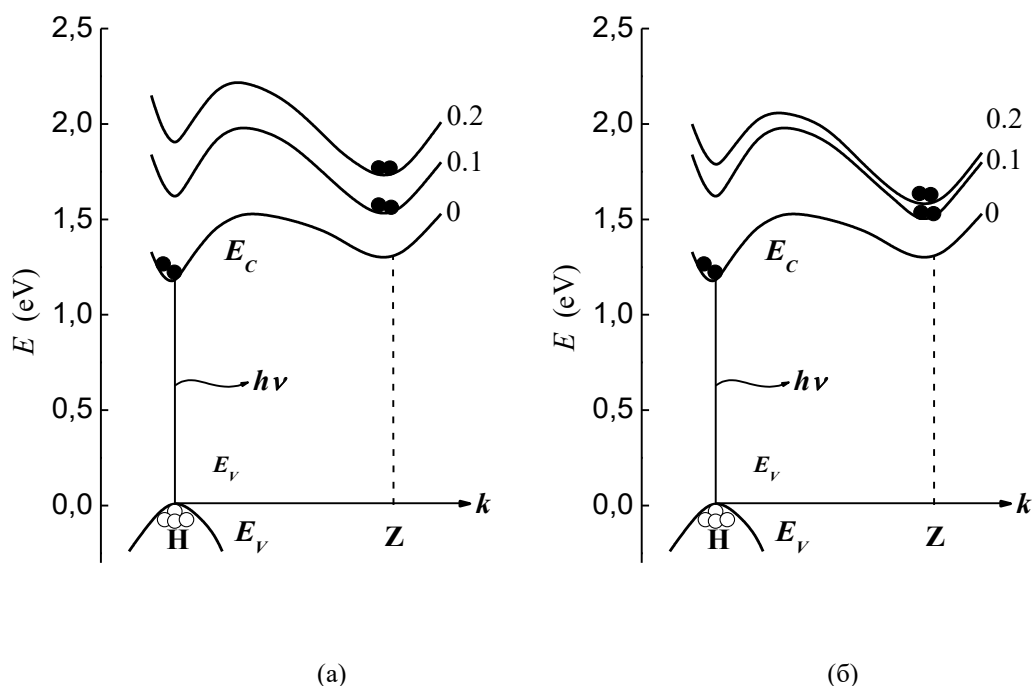 2,5
2,0
1,5
1,0
0,5
0,0
E (eV)
0.2
0.1
0
E_C
hν
E_V
k
H
E_V
Z
(а)
2,5
2,0
1,5
1,0
0,5
0,0
E (eV)
0.2
0.1
0
E_C
hν
E_V
k
H
E_V
Z
(б)